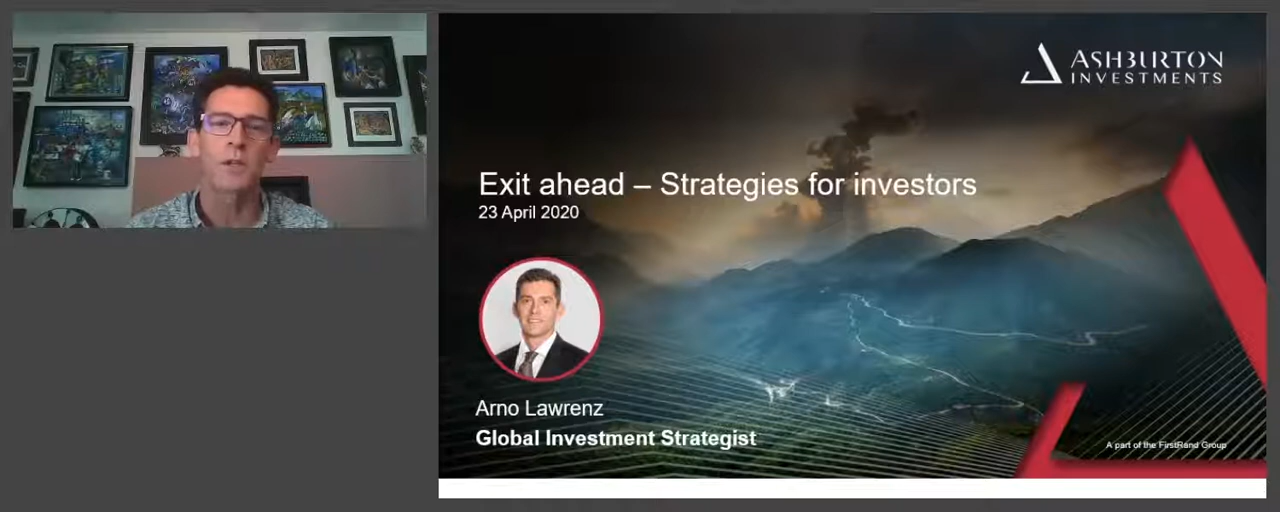 ASHBURTON
INVESTMENTS
Exit ahead – Strategies for investors
23 April 2020
Arno Lawrenz
Global Investment Strategist
A part of the FirstRand Group